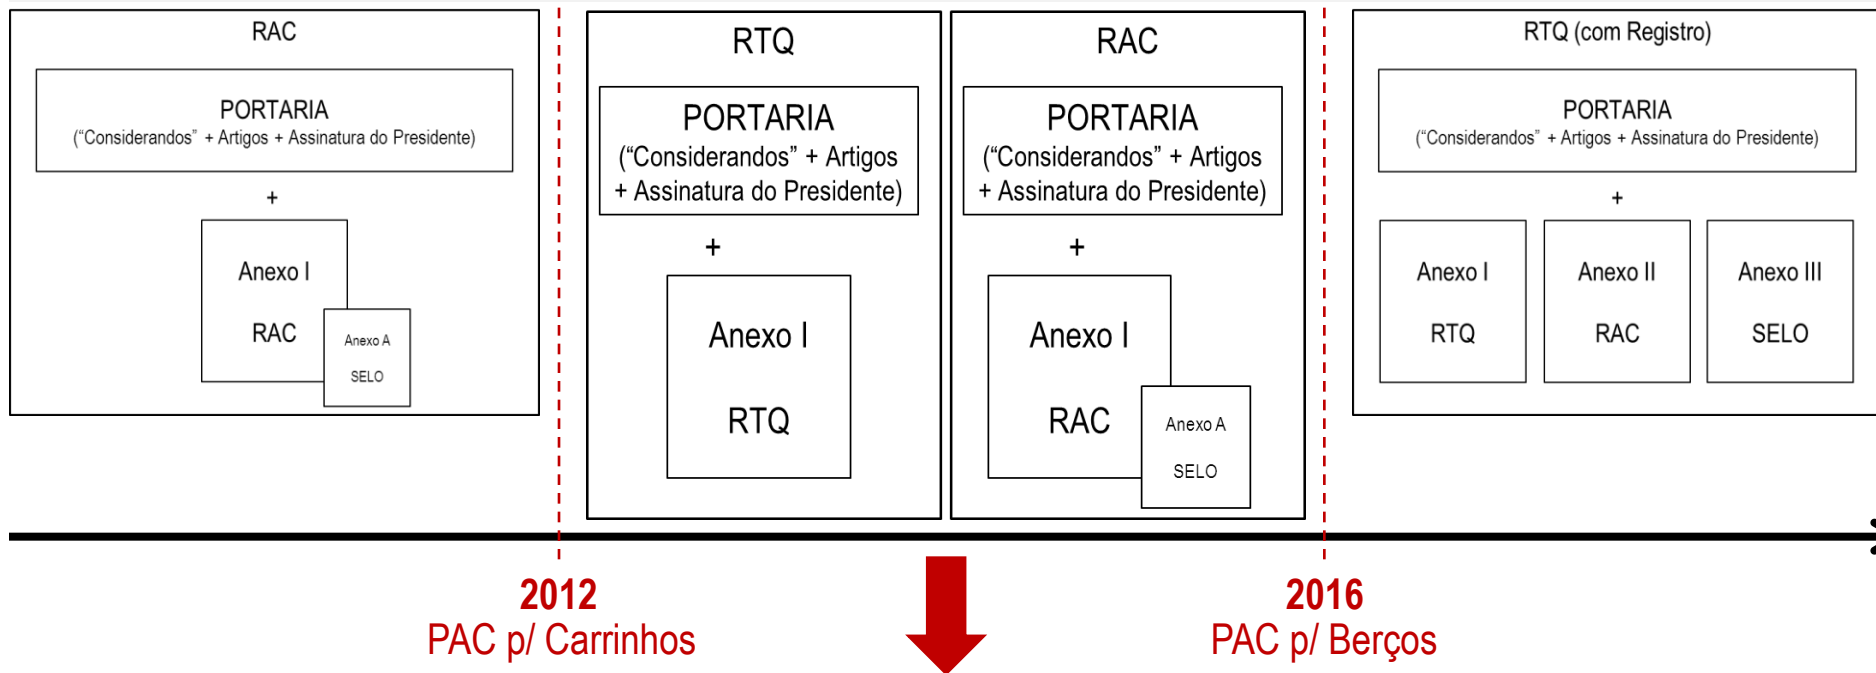 RAC
PORTARIA
(“Considerandos” + Artigos + Assinatura do Presidente)
+
Anexo I
RAC
Anexo A
SELO
RTQ
PORTARIA
(“Considerandos” + Artigos
+ Assinatura do Presidente)
+
Anexo I
RTQ
RAC
PORTARIA
(“Considerandos” + Artigos
+ Assinatura do Presidente)
+
Anexo I
RAC
Anexo A
SELO
RTQ (com Registro)
PORTARIA
(“Considerandos” + Artigos + Assinatura do Presidente)
+
Anexo I
RTQ
Anexo II
RAC
Anexo III
SELO
2012
PAC p/ Carrinhos
2016
PAC p/ Berços